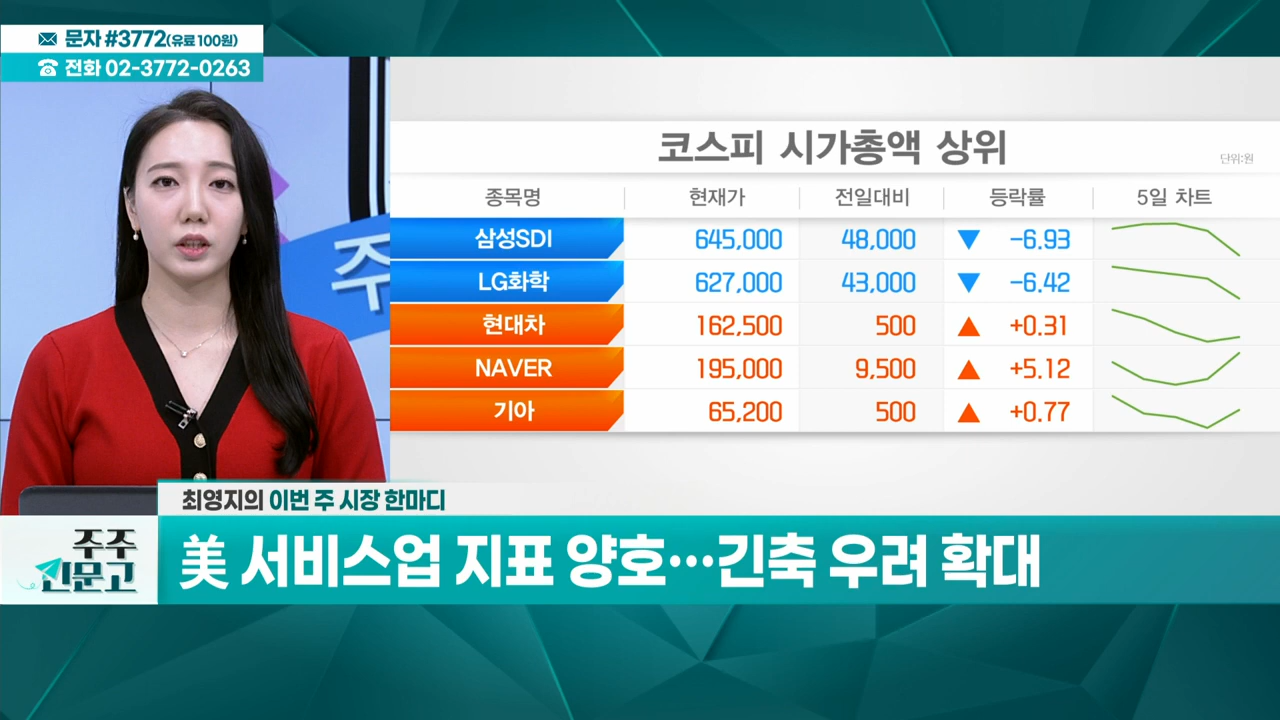 문자 #3772(유료 100원)
전화 02-3772-0263
주
코스피 시가총액 상위
단위:원
종목명 현재가 전일대비 등락률 5일 차트
삼성SDI 645,000 48,000 ▼ -6.93
LG화학 627,000 43,000 ▼ -6.42
현대차 162,500 500 ▲ +0.31
NAVER 195,000 9,500 ▲ +5.12
기아 65,200 500 ▲ +0.77
최영지의 이번 주 시장 한마디
주주
신문고
美 서비스업 지표 양호…긴축 우려 확대